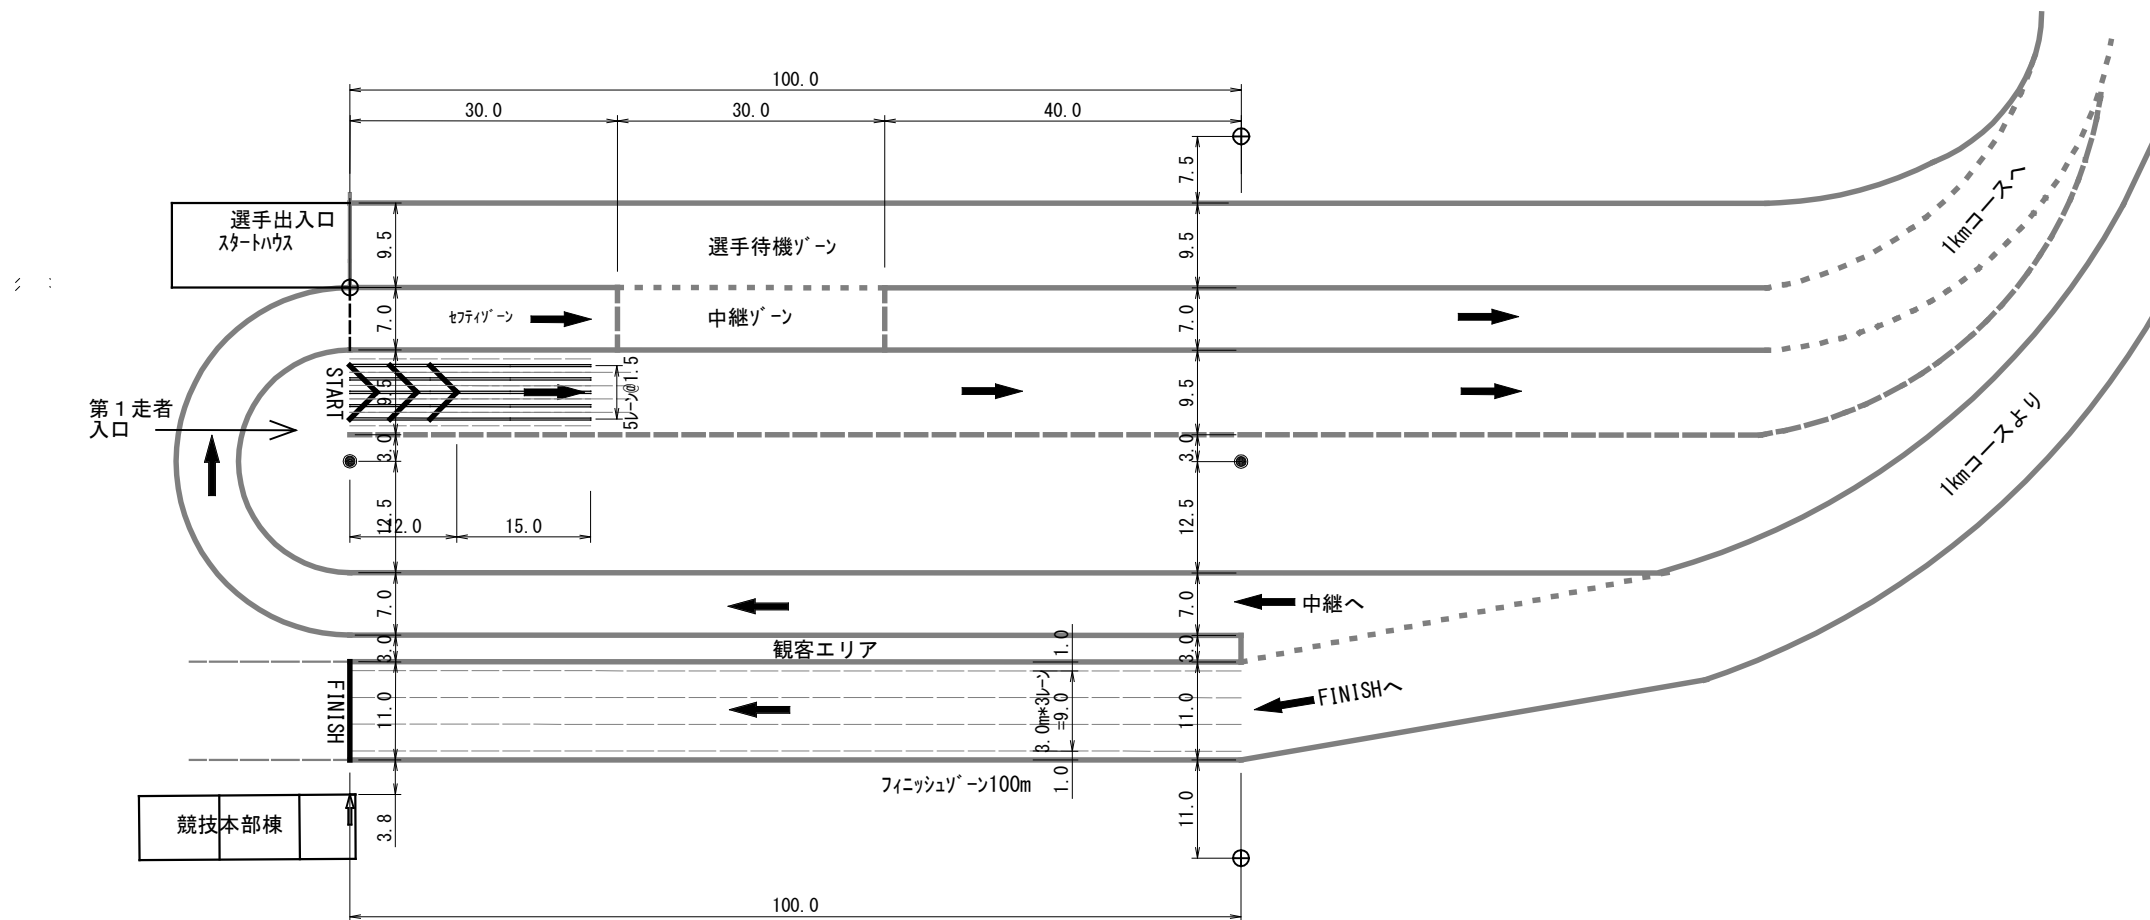 100.0
30.0
30.0
40.0
7.5
選手出入口
スタートハウス
9.5
選手待機ゾーン
9.5
1kmコースへ
7.0
セフティゾーン
中継ゾーン
7.0
START
9.5
5レーン@1.5
9.5
第1走者
入口
3.0
3.0
1kmコースより
12.5
12.0
15.0
12.5
7.0
7.0
中継へ
3.0
観客エリア
1.0
3.0
FINISH
11.0
3.0m*3レーン
=9.0
11.0
FINISHへ
フィニッシュゾーン100m
1.0
競技本部棟
3.8
11.0
100.0